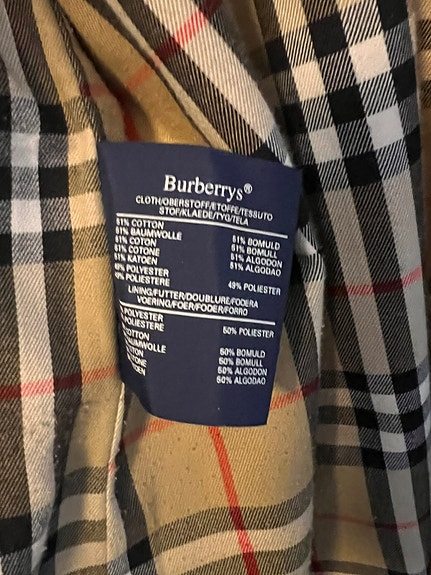 Burberrys®
CLOTH/OBERSTOFF/ETOFFE/TESSUTO
STOF/KLAEDE/TYG/TELA
51% COTTON
51% BAUMWOLLE 51% BOMULD
51% COTON 51% BOMULL
51% COTONE 51% ALGODON
51% KATOEN 51% ALGODAO
49% POLYESTER
49% POLYESTERE 49% POLIESTER
LINING/FUTTER/DOUBLURE/FODERA
VOERING/FOER/FODER/FORRO
POLYESTER
POLIESTERE 50% POLIESTER
COTTON
BAUMWOLLE 50% BOMULD
50% BOMULL
50% ALGODON
50% ALGODAO